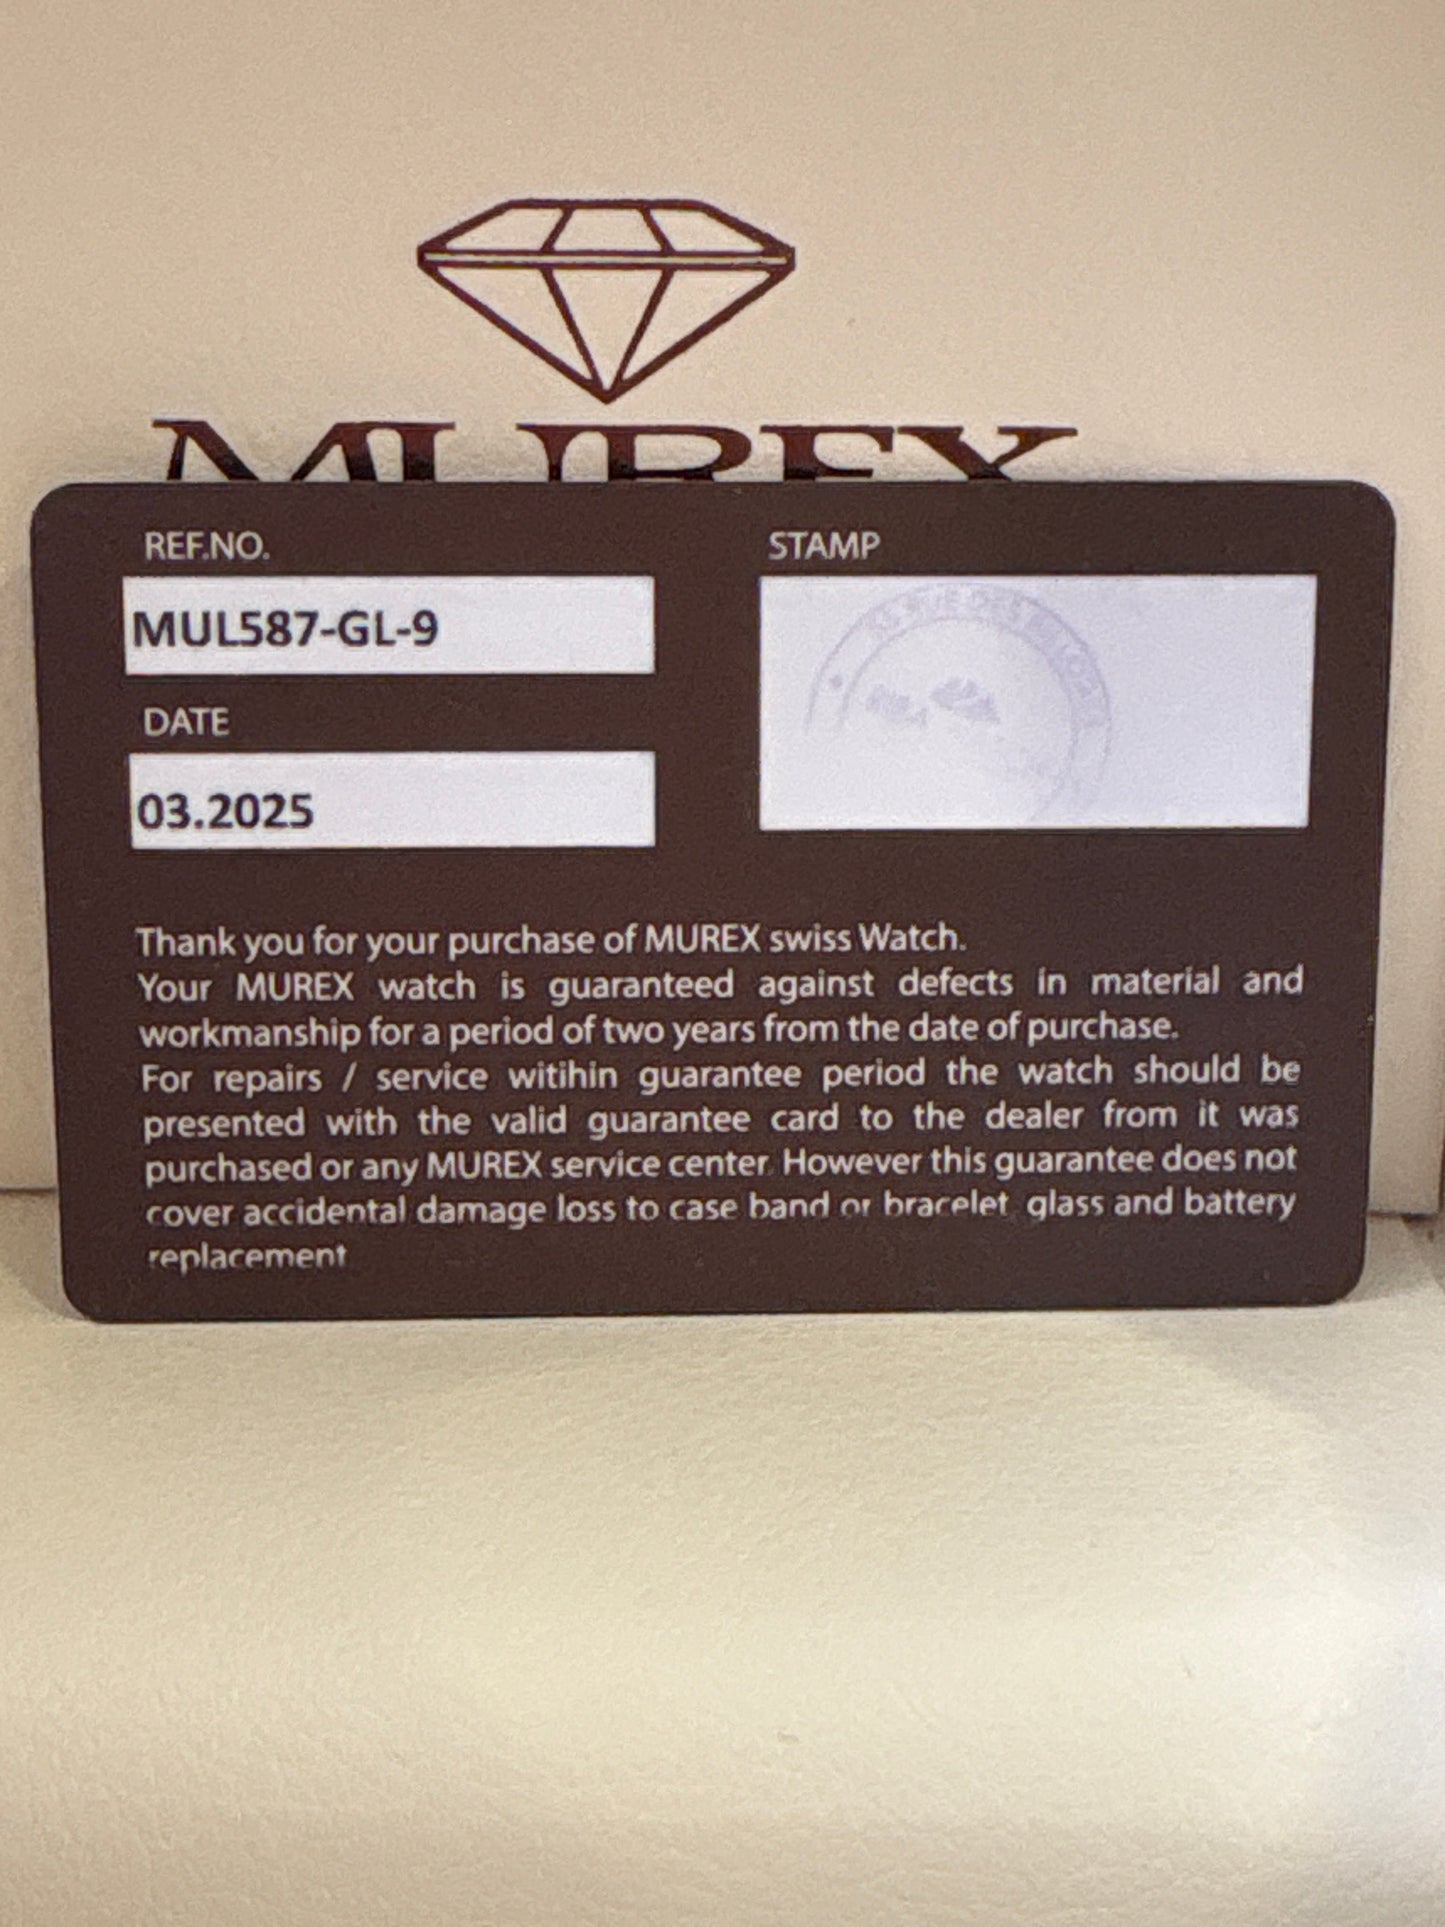 MUREX
REF.NO.
MUL587-GL-9
DATE
03.2025
STAMP
RUE DES
Thank you for your purchase of MUREX swiss Watch.
Your MUREX watch is guaranteed against defects in material and
workmanship for a period of two years from the date of purchase.
For repairs / service witihin guarantee period the watch should be
presented with the valid guarantee card to the dealer from it was
purchased or any MUREX service center. However this guarantee does not
cover accidental damage loss to case band or bracelet glass and battery
replacement